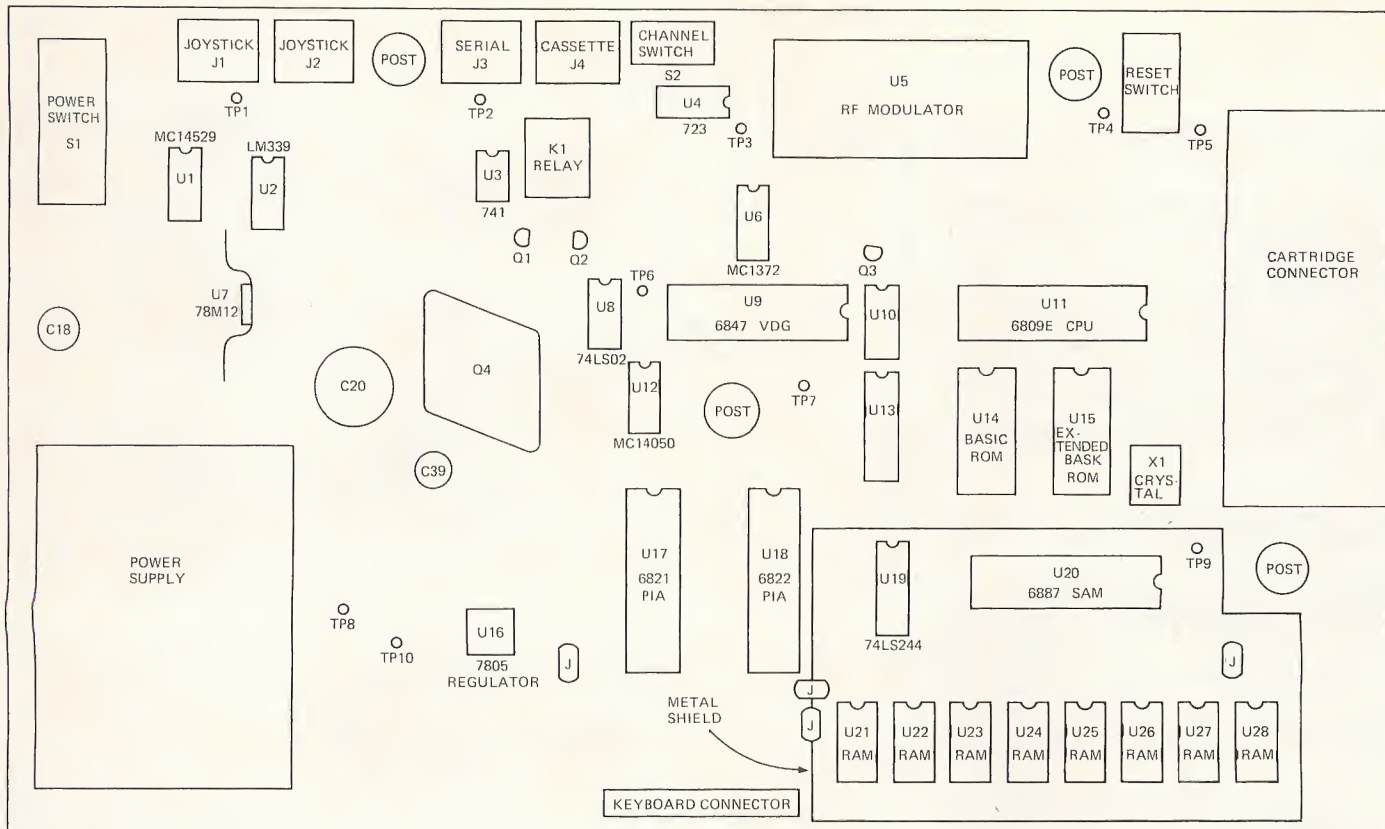 JOYSTICK
J1
JOYSTICK
J2
POST
SERIAL
J3
CASSETTE
J4
CHANNEL
SWITCH
S2
U5
RF MODULATOR
POST
RESET
SWITCH
POWER
SWITCH
S1
TP1
TP2
U4
723
TP3
TP4
TP5
MC14529
U1
LM339
U2
U3
741
K1
RELAY
U6
MC1372
Q1
Q2
Q3
CARTRIDGE
CONNECTOR
U7
78M12
C18
TP6
U8
74LS02
U9
6847 VDG
U10
U11
6809E CPU
C20
Q4
U12
MC14050
POST
TP7
U13
U14
BASIC
ROM
U15
EX-
TENDED
BASK
ROM
X1
CRYS-
TAL
C39
POWER
SUPPLY
U17
6821
PIA
U18
6822
PIA
U19
74LS244
U20
6887 SAM
TP9
POST
TP8
TP10
U16
7805
REGULATOR
J
J
J
J
METAL
SHIELD
U21
RAM
U22
RAM
U23
RAM
U24
RAM
U25
RAM
U26
RAM
U27
RAM
U28
RAM
KEYBOARD CONNECTOR